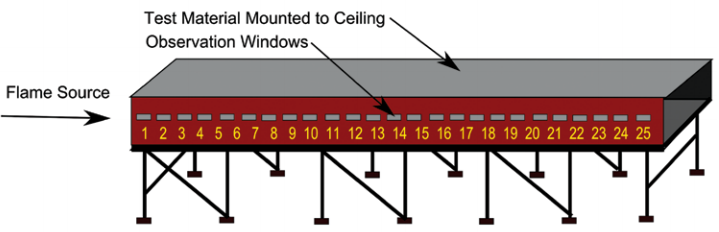 Test Material Mounted to Ceiling
Observation Windows
Flame Source
1 2 3 4 5 6 7 8 9 10 11 12 13 14 15 16 17 18 19 20 21 22 23 24 25